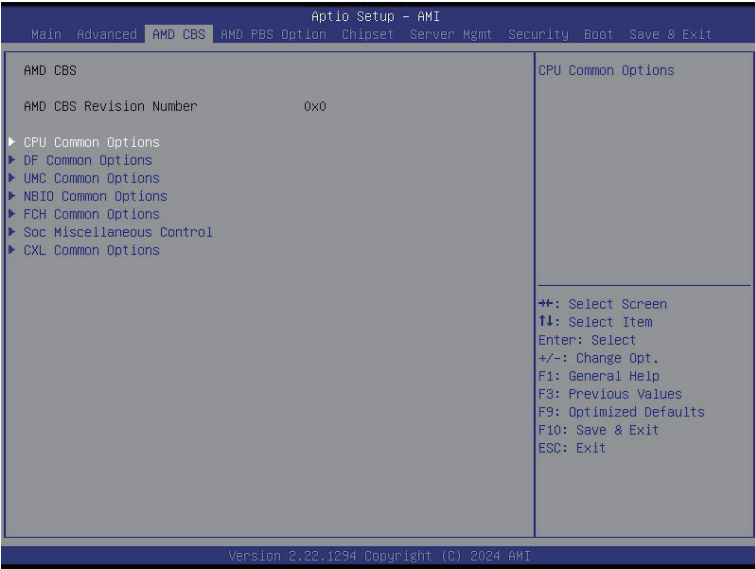 Aptio Setup – AMI
Main Advanced AMD CBS AMD PBS Option Chipset Server Mgmt Security Boot Save & Exit
AMD CBS
AMD CBS Revision Number 0x0
CPU Common Options
DF Common Options
UMC Common Options
NBIO Common Options
FCH Common Options
Soc Miscellaneous Control
CXL Common Options
CPU Common Options
→←: Select Screen
↑↓: Select Item
Enter: Select
+/-: Change Opt.
F1: General Help
F3: Previous Values
F9: Optimized Defaults
F10: Save & Exit
ESC: Exit
Version 2.22.1294 Copyright (C) 2024 AMI